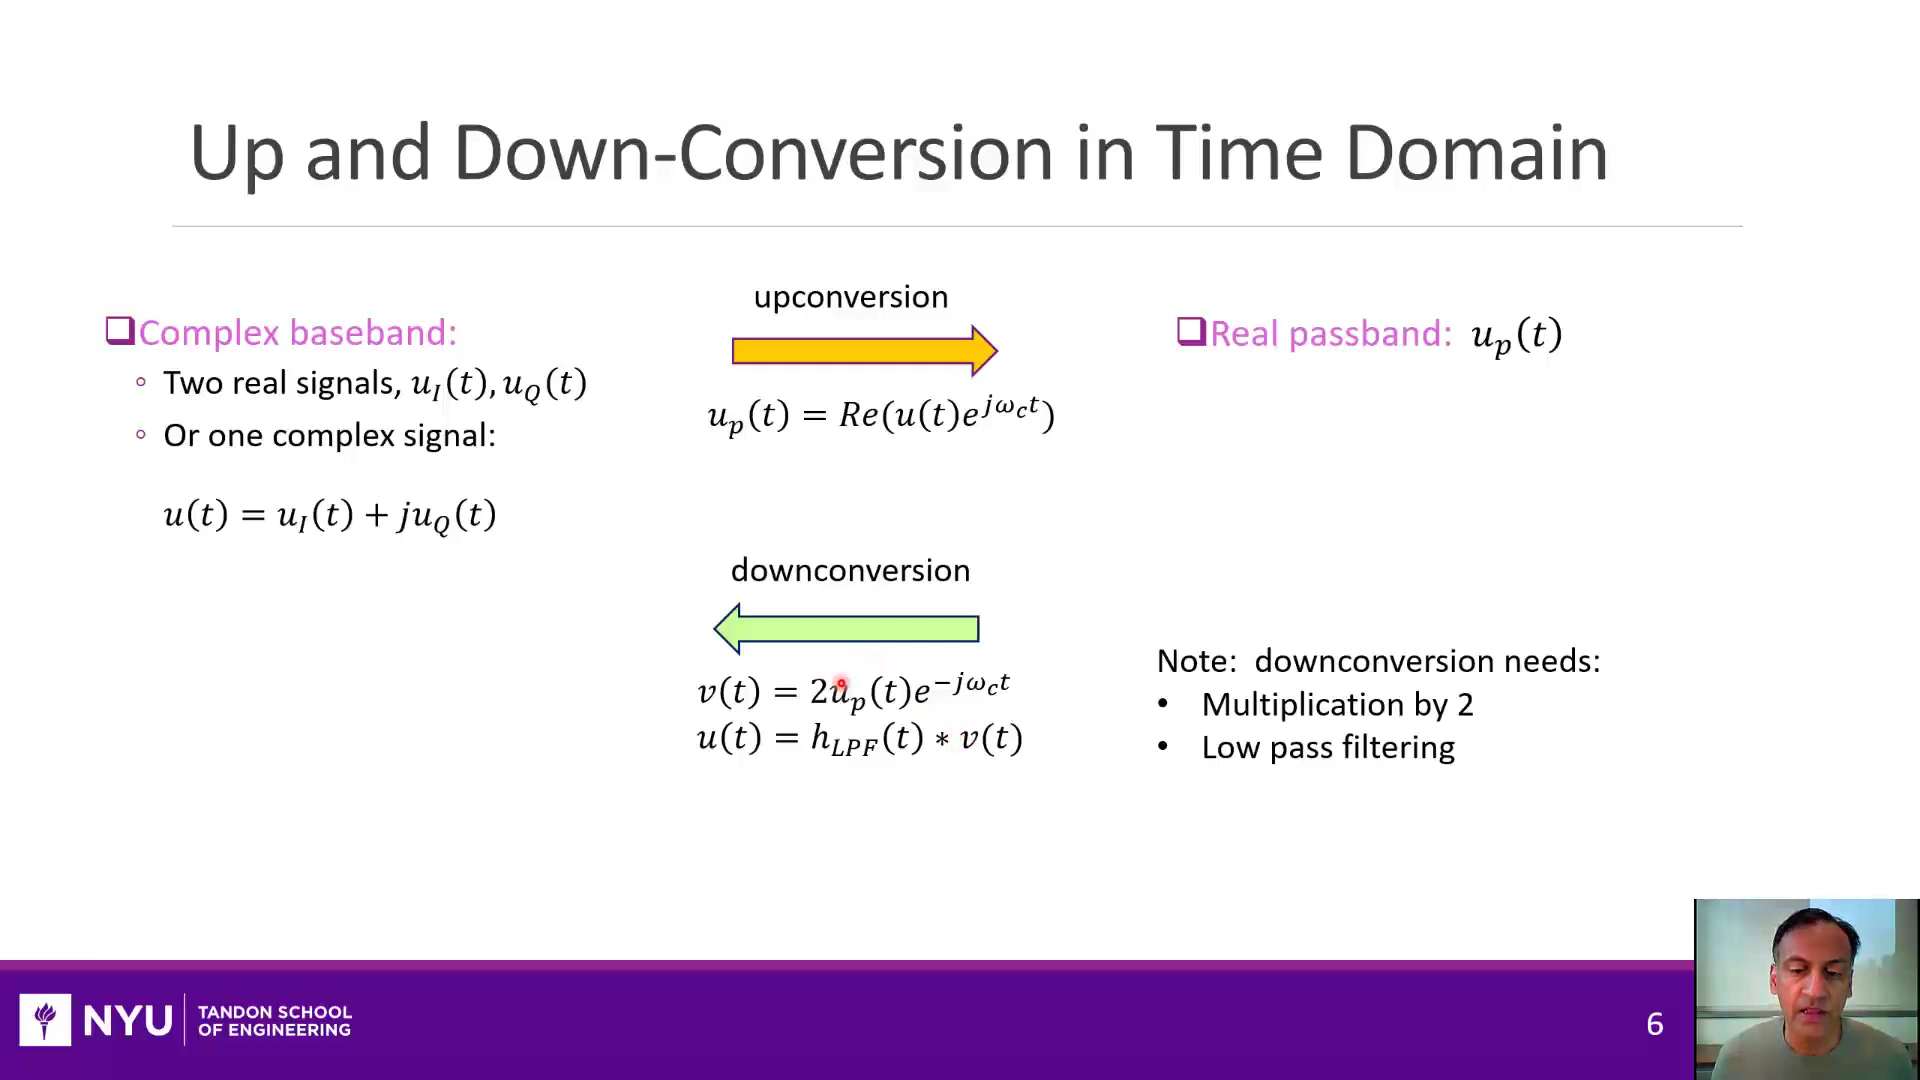 Up and Down-Conversion in Time Domain
Complex baseband:
Two real signals, u_I(t), u_Q(t)
Or one complex signal:
u(t) = u_I(t) + ju_Q(t)
upconversion
u_p(t) = Re(u(t)e^{jω_c t})
Real passband: u_p(t)
downconversion
v(t) = 2u_p(t)e^{−jω_c t}
u(t) = h_{LPF}(t) ∗ v(t)
Note: downconversion needs:
• Multiplication by 2
• Low pass filtering
NYU
TANDON SCHOOL
OF ENGINEERING
6